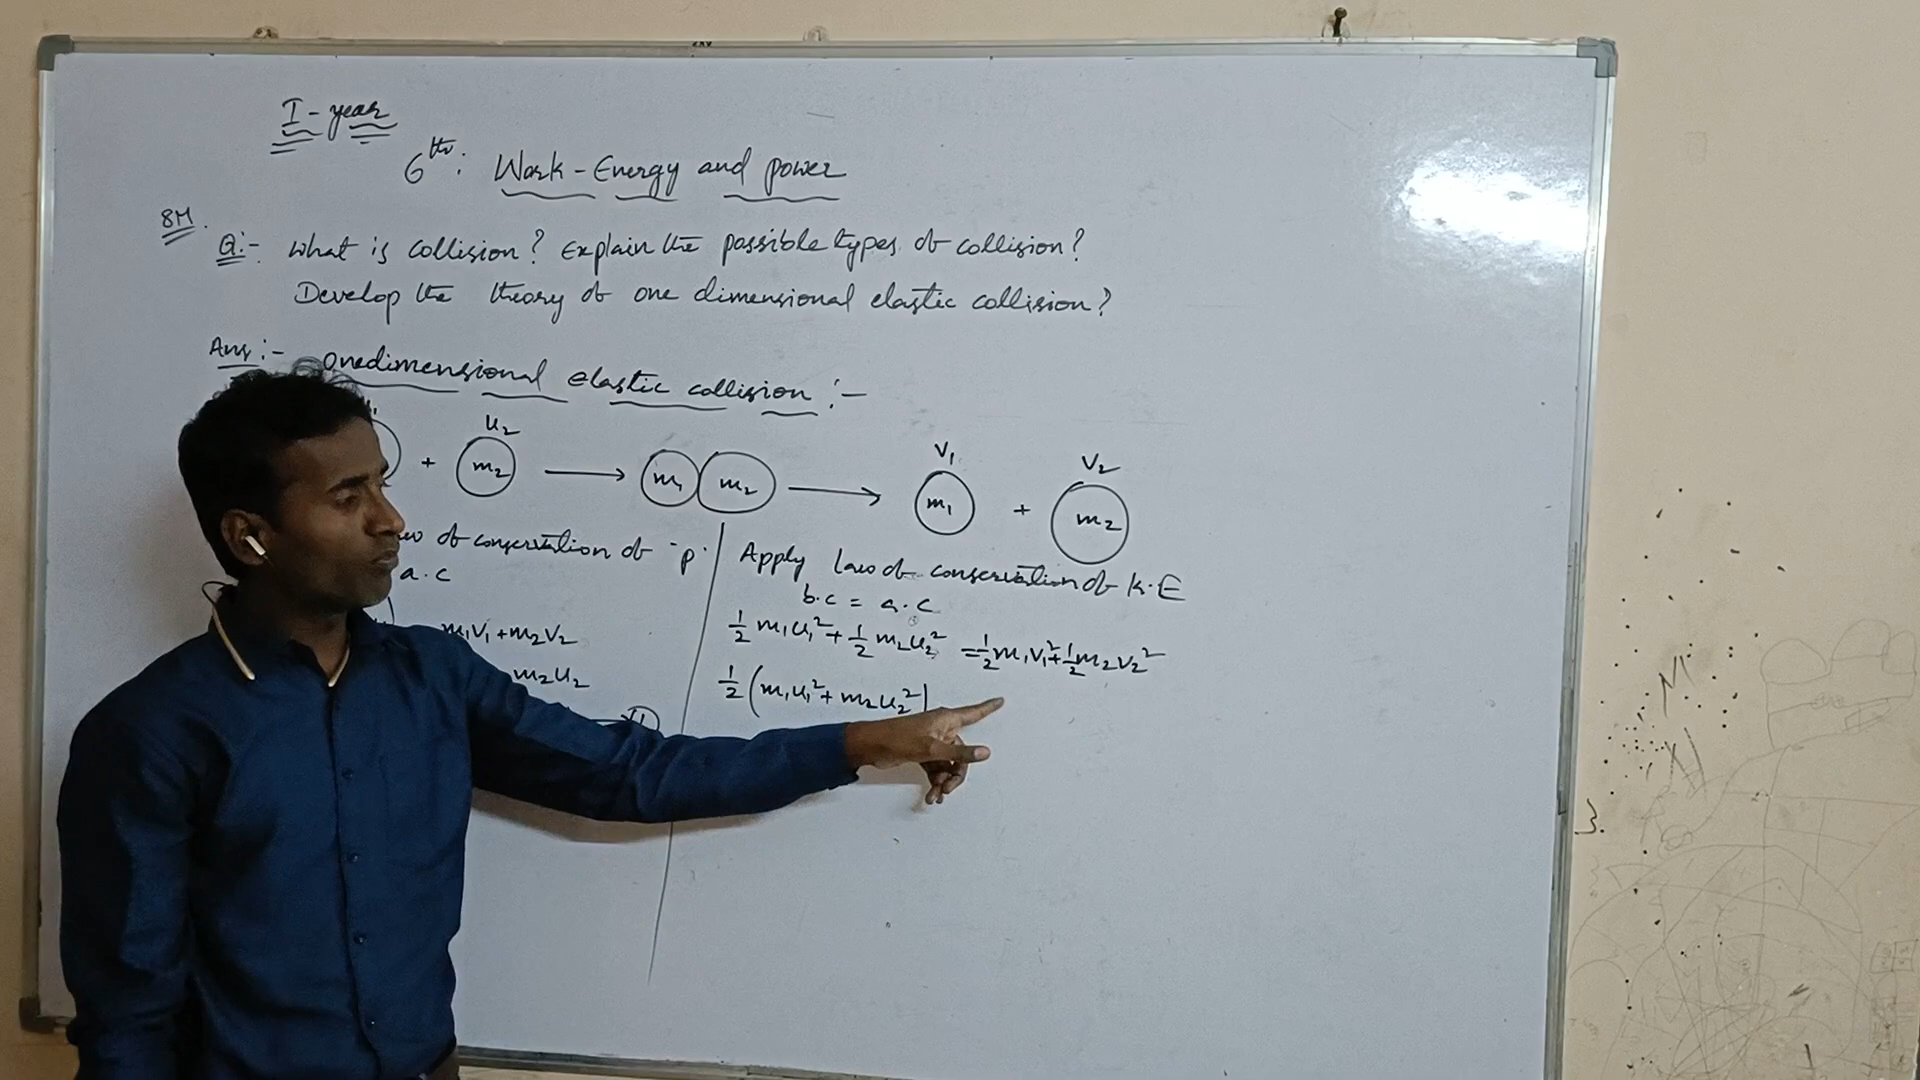 I-year
6th: Work-Energy and power
8M
Q:- What is collision? Explain the possible types of collision?
Develop the theory of one dimensional elastic collision?
Ans:- onedimensional elastic collision :-
u2 V1 V2
+ m2 → m1 m2 → m1 + m2
of conservation of "p"
a.c
m1V1+m2V2
m2u2
Apply law of conservation of k.E
b.c = a.c
1/2 m1u1² + 1/2 m2u2² = 1/2 m1V1² + 1/2 m2V2²
1/2 (m1u1² + m2u2²)